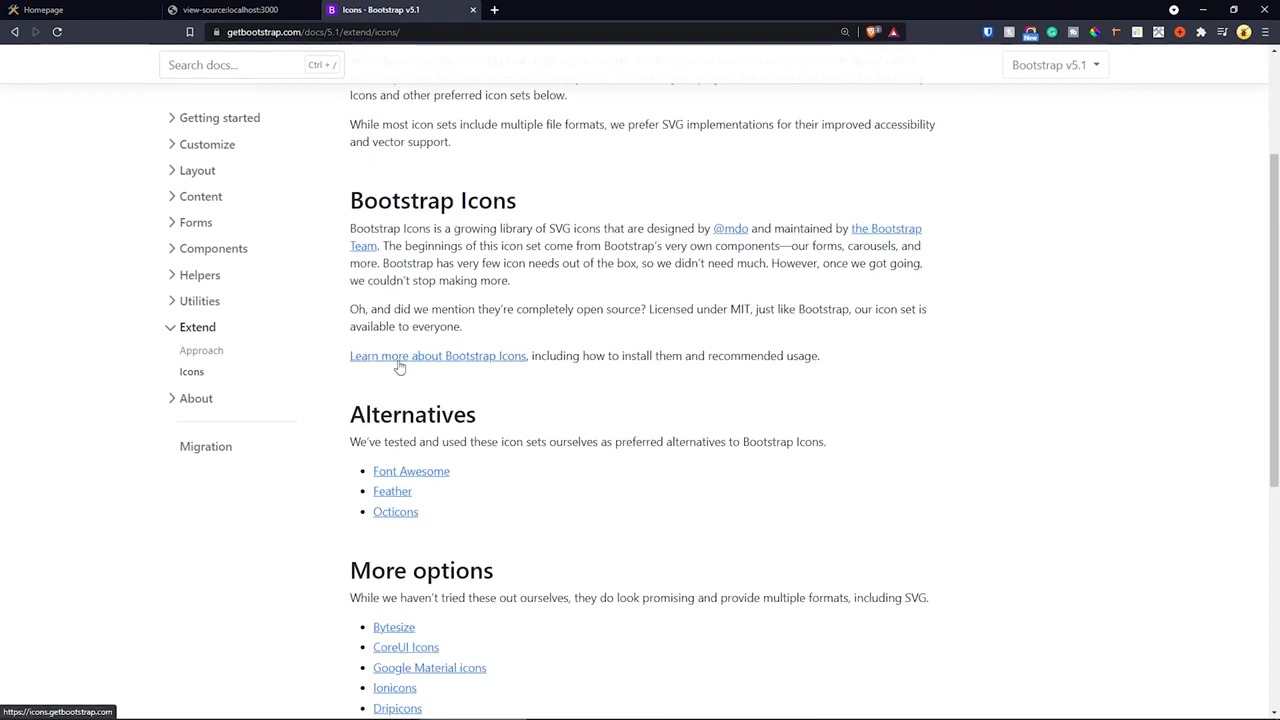 Homepage
view-source:localhost:3000
Icons · Bootstrap v5.1
getbootstrap.com/docs/5.1/extend/icons/
New
Search docs...
Ctrl + /
Bootstrap v5.1
Icons and other preferred icon sets below.
While most icon sets include multiple file formats, we prefer SVG implementations for their improved accessibility
and vector support.
Getting started
Customize
Layout
Content
Forms
Components
Helpers
Utilities
Extend
Approach
Icons
About
Migration
Bootstrap Icons
Bootstrap Icons is a growing library of SVG icons that are designed by @mdo and maintained by the Bootstrap
Team. The beginnings of this icon set come from Bootstrap's very own components—our forms, carousels, and
more. Bootstrap has very few icon needs out of the box, so we didn't need much. However, once we got going,
we couldn't stop making more.
Oh, and did we mention they're completely open source? Licensed under MIT, just like Bootstrap, our icon set is
available to everyone.
Learn more about Bootstrap Icons, including how to install them and recommended usage.
Alternatives
We've tested and used these icon sets ourselves as preferred alternatives to Bootstrap Icons.
Font Awesome
Feather
Octicons
More options
While we haven't tried these out ourselves, they do look promising and provide multiple formats, including SVG.
Bytesize
CoreUI Icons
Google Material icons
Ionicons
Dripicons
https://icons.getbootstrap.com